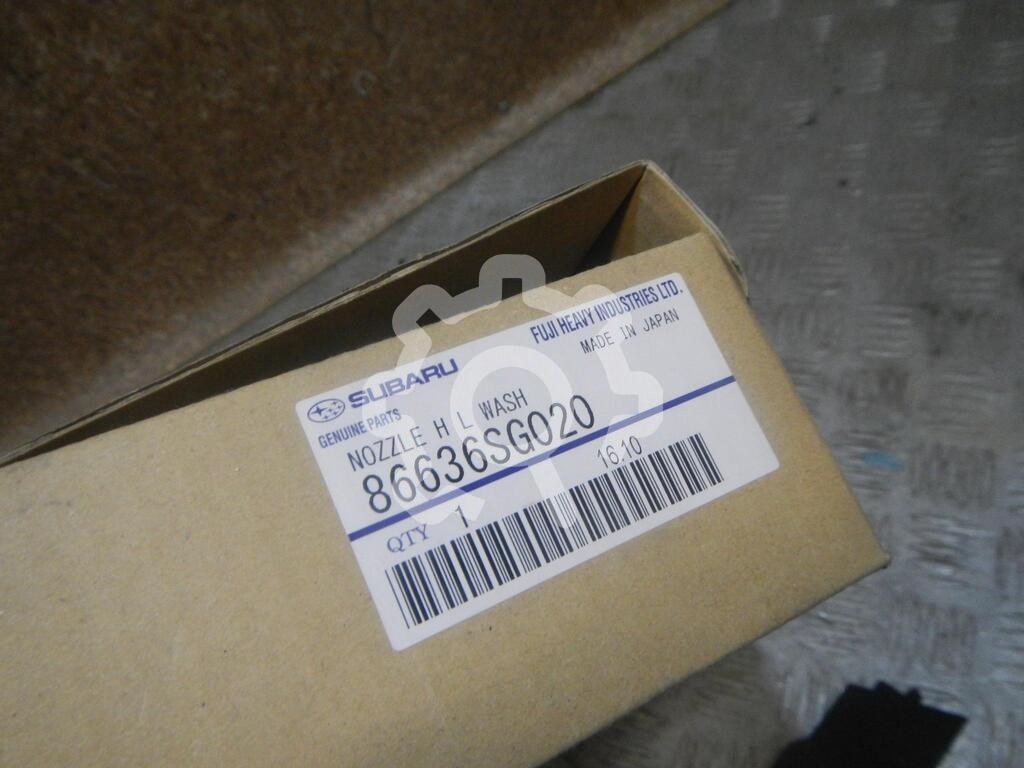 SUBARU
FUJI HEAVY INDUSTRIES LTD.
GENUINE PARTS
MADE IN JAPAN
NOZZLE H L WASH
86636SG020
QTY 1
16.10